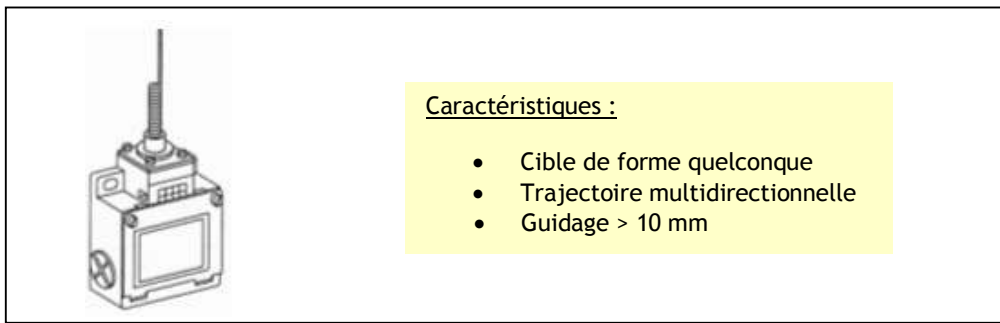 Caractéristiques :
• Cible de forme quelconque
• Trajectoire multidirectionnelle
• Guidage > 10 mm